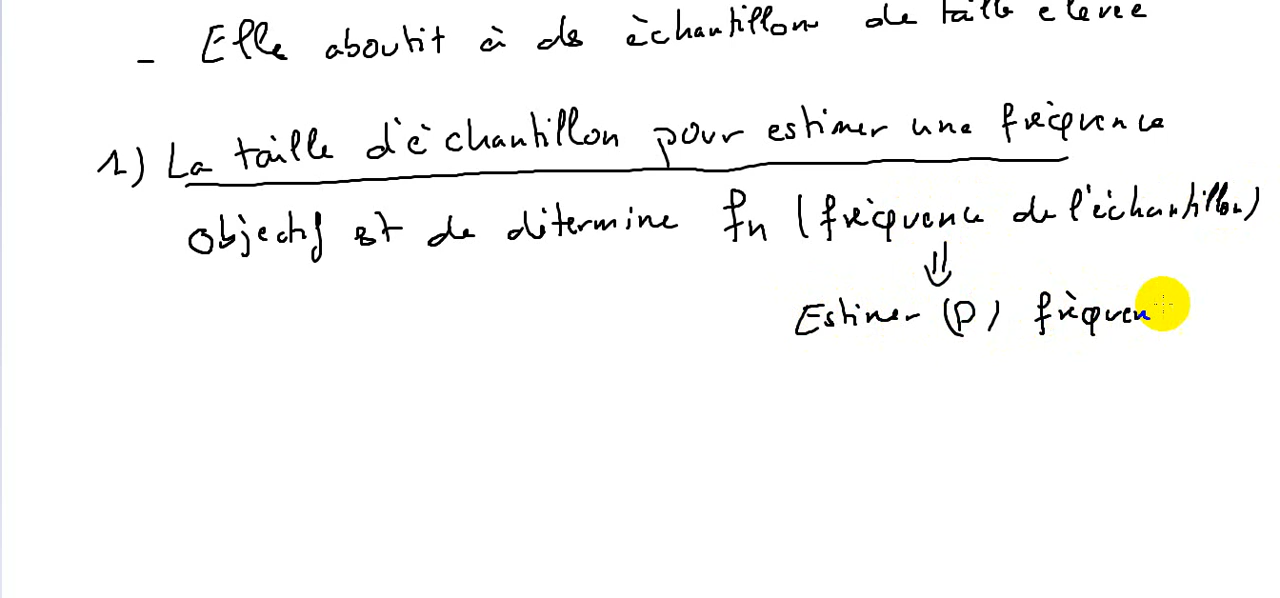 - Elle aboutit à des échantillon de taille elevee
1) La taille d'échantillon pour estimer une fréquence
objectif est de détermine fn (fréquence de l'échantillon)
⇓
Estimer (p) fréquen